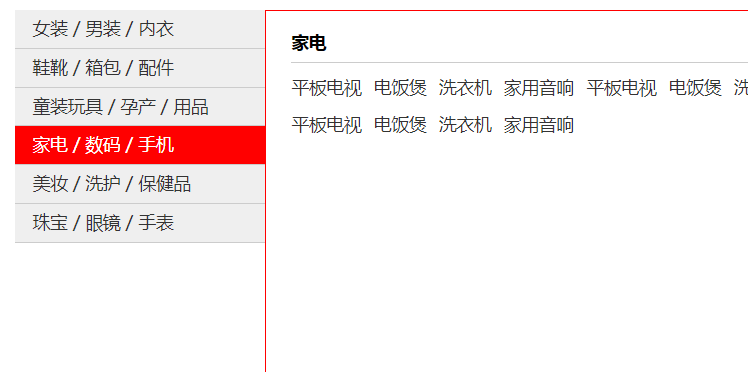 女装 / 男装 / 内衣
鞋靴 / 箱包 / 配件
童装玩具 / 孕产 / 用品
家电 / 数码 / 手机
美妆 / 洗护 / 保健品
珠宝 / 眼镜 / 手表
家电
平板电视 电饭煲 洗衣机 家用音响 平板电视 电饭煲 洗
平板电视 电饭煲 洗衣机 家用音响